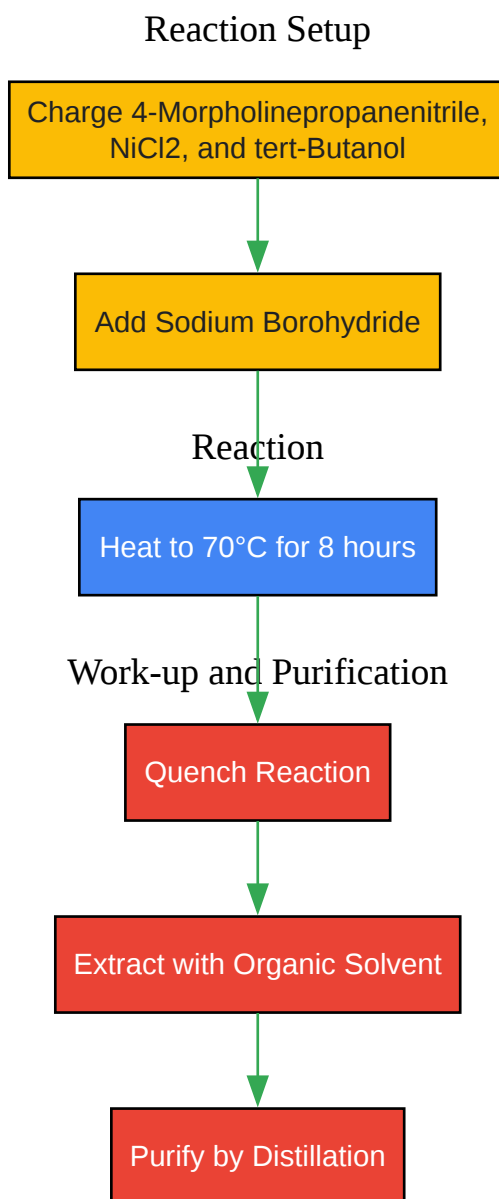 Reaction Setup
Charge 4-Morpholinepropanenitrile,
NiCl2, and tert-Butanol
Add Sodium Borohydride
Reaction
Heat to 70°C for 8 hours
Work-up and Purification
Quench Reaction
Extract with Organic Solvent
Purify by Distillation